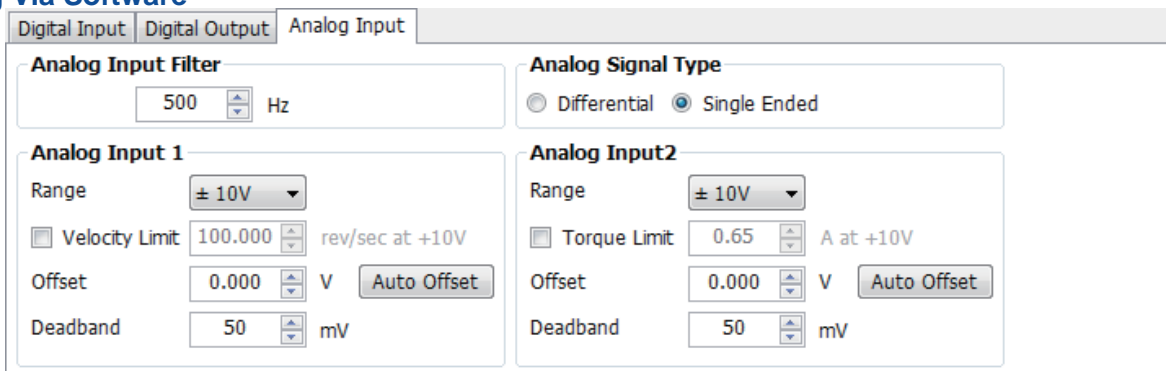 Via Software
Digital Input Digital Output Analog Input
Analog Input Filter
500 Hz
Analog Signal Type
Differential Single Ended
Analog Input 1
Range ± 10V
Velocity Limit 100.000 rev/sec at +10V
Offset 0.000 V Auto Offset
Deadband 50 mV
Analog Input2
Range ± 10V
Torque Limit 0.65 A at +10V
Offset 0.000 V Auto Offset
Deadband 50 mV